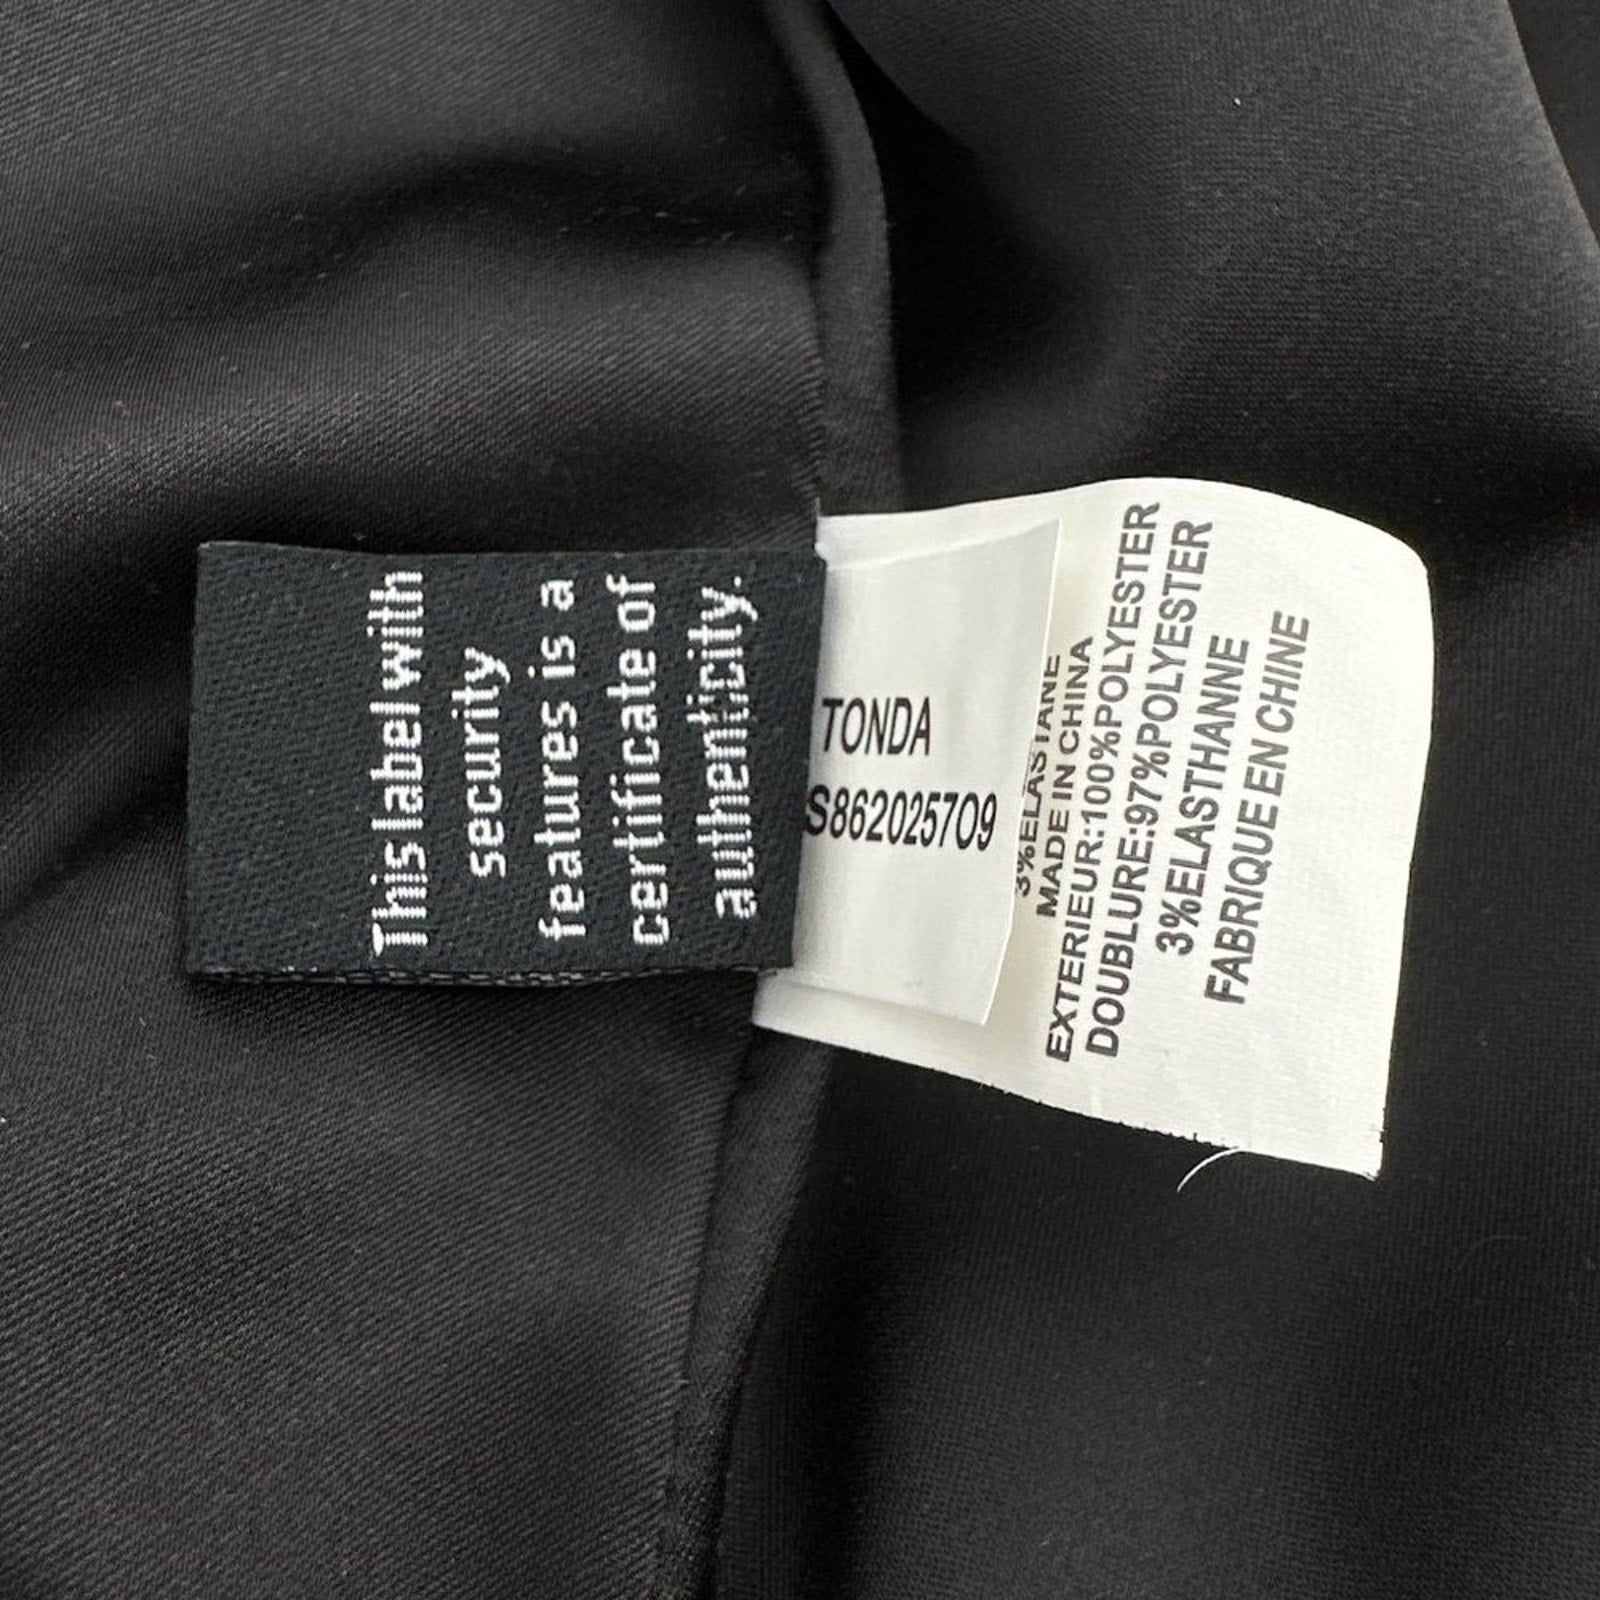 This label with
security
features is a
certificate of
authenticity.
TONDA
S862025709
3%ELASTANE
MADE IN CHINA
EXTERIEUR:100%POLYESTER
DOUBLURE:97%POLYESTER
3%ELASTHANNE
FABRIQUE EN CHINE